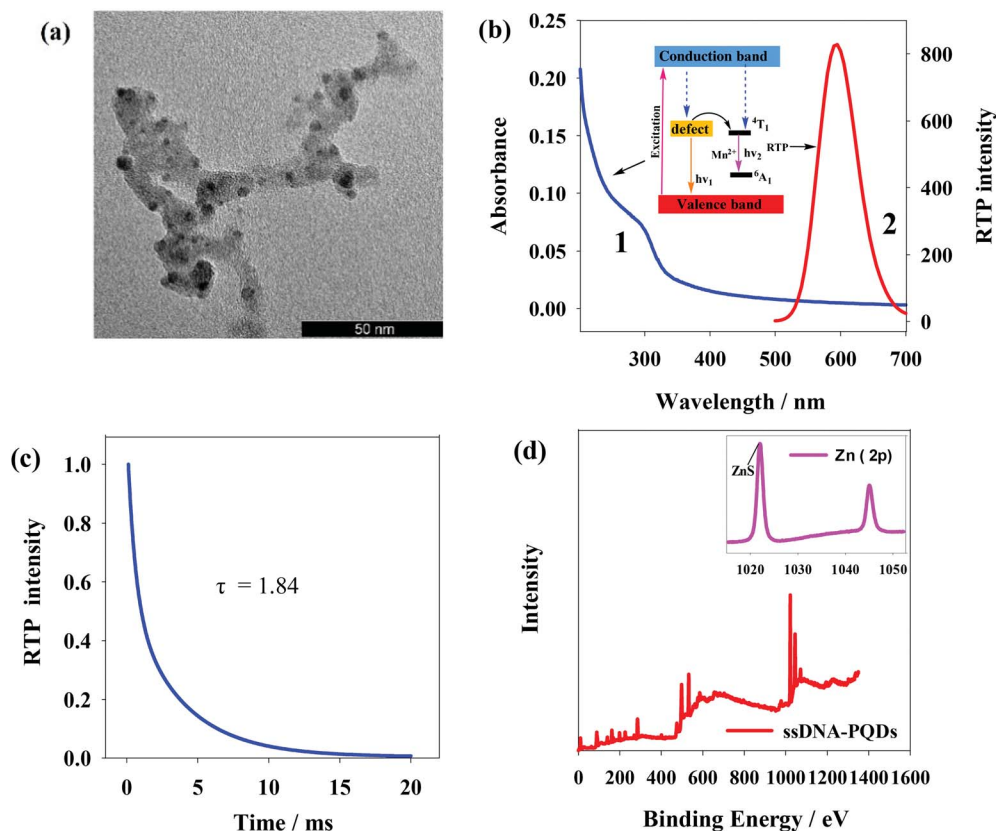 (a)
50 nm
(b)
0.25
0.20
0.15
0.10
0.05
0.00
Absorbance
300
400
500
600
700
Wavelength / nm
800
600
400
200
0
RTP intensity
Conduction band
Excitation
defect
⁴T₁
Mn²⁺
hν₂
RTP
⁶A₁
hν₁
Valence band
1
2
(c)
1.0
0.8
0.6
0.4
0.2
0.0
RTP intensity
τ = 1.84
0
5
10
15
20
Time / ms
(d)
Intensity
ZnS
Zn ( 2p)
1020
1030
1040
1050
ssDNA-PQDs
0
200
400
600
800
1000
1200
1400
1600
Binding Energy / eV